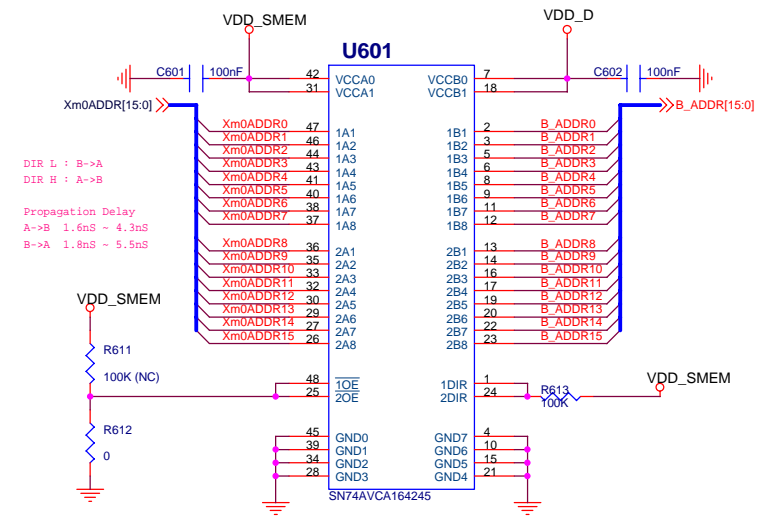 VDD_SMEM
VDD_D
U601
C601
100nF
42
VCCA0
VCCB0
7
C602
100nF
31
VCCA1
VCCB1
18
Xm0ADDR[15:0]
B_ADDR[15:0]
Xm0ADDR0 47 1A1 1B1 2 B_ADDR0
Xm0ADDR1 46 1A2 1B2 3 B_ADDR1
Xm0ADDR2 44 1A3 1B3 5 B_ADDR2
Xm0ADDR3 43 1A4 1B4 6 B_ADDR3
Xm0ADDR4 41 1A5 1B5 8 B_ADDR4
Xm0ADDR5 40 1A6 1B6 9 B_ADDR5
Xm0ADDR6 38 1A7 1B7 11 B_ADDR6
Xm0ADDR7 37 1A8 1B8 12 B_ADDR7
DIR L : B->A
DIR H : A->B
Propagation Delay
A->B 1.6nS ~ 4.3nS
B->A 1.8nS ~ 5.5nS
Xm0ADDR8 36 2A1 2B1 13 B_ADDR8
Xm0ADDR9 35 2A2 2B2 14 B_ADDR9
Xm0ADDR10 33 2A3 2B3 16 B_ADDR10
Xm0ADDR11 32 2A4 2B4 17 B_ADDR11
Xm0ADDR12 30 2A5 2B5 19 B_ADDR12
Xm0ADDR13 29 2A6 2B6 20 B_ADDR13
Xm0ADDR14 27 2A7 2B7 22 B_ADDR14
Xm0ADDR15 26 2A8 2B8 23 B_ADDR15
VDD_SMEM
R611
100K (NC)
48 1OE 1DIR 1
25 2OE 2DIR 24
R613
100K
VDD_SMEM
R612
0
45 GND0 GND7 4
39 GND1 GND6 10
34 GND2 GND5 15
28 GND3 GND4 21
SN74AVCA164245